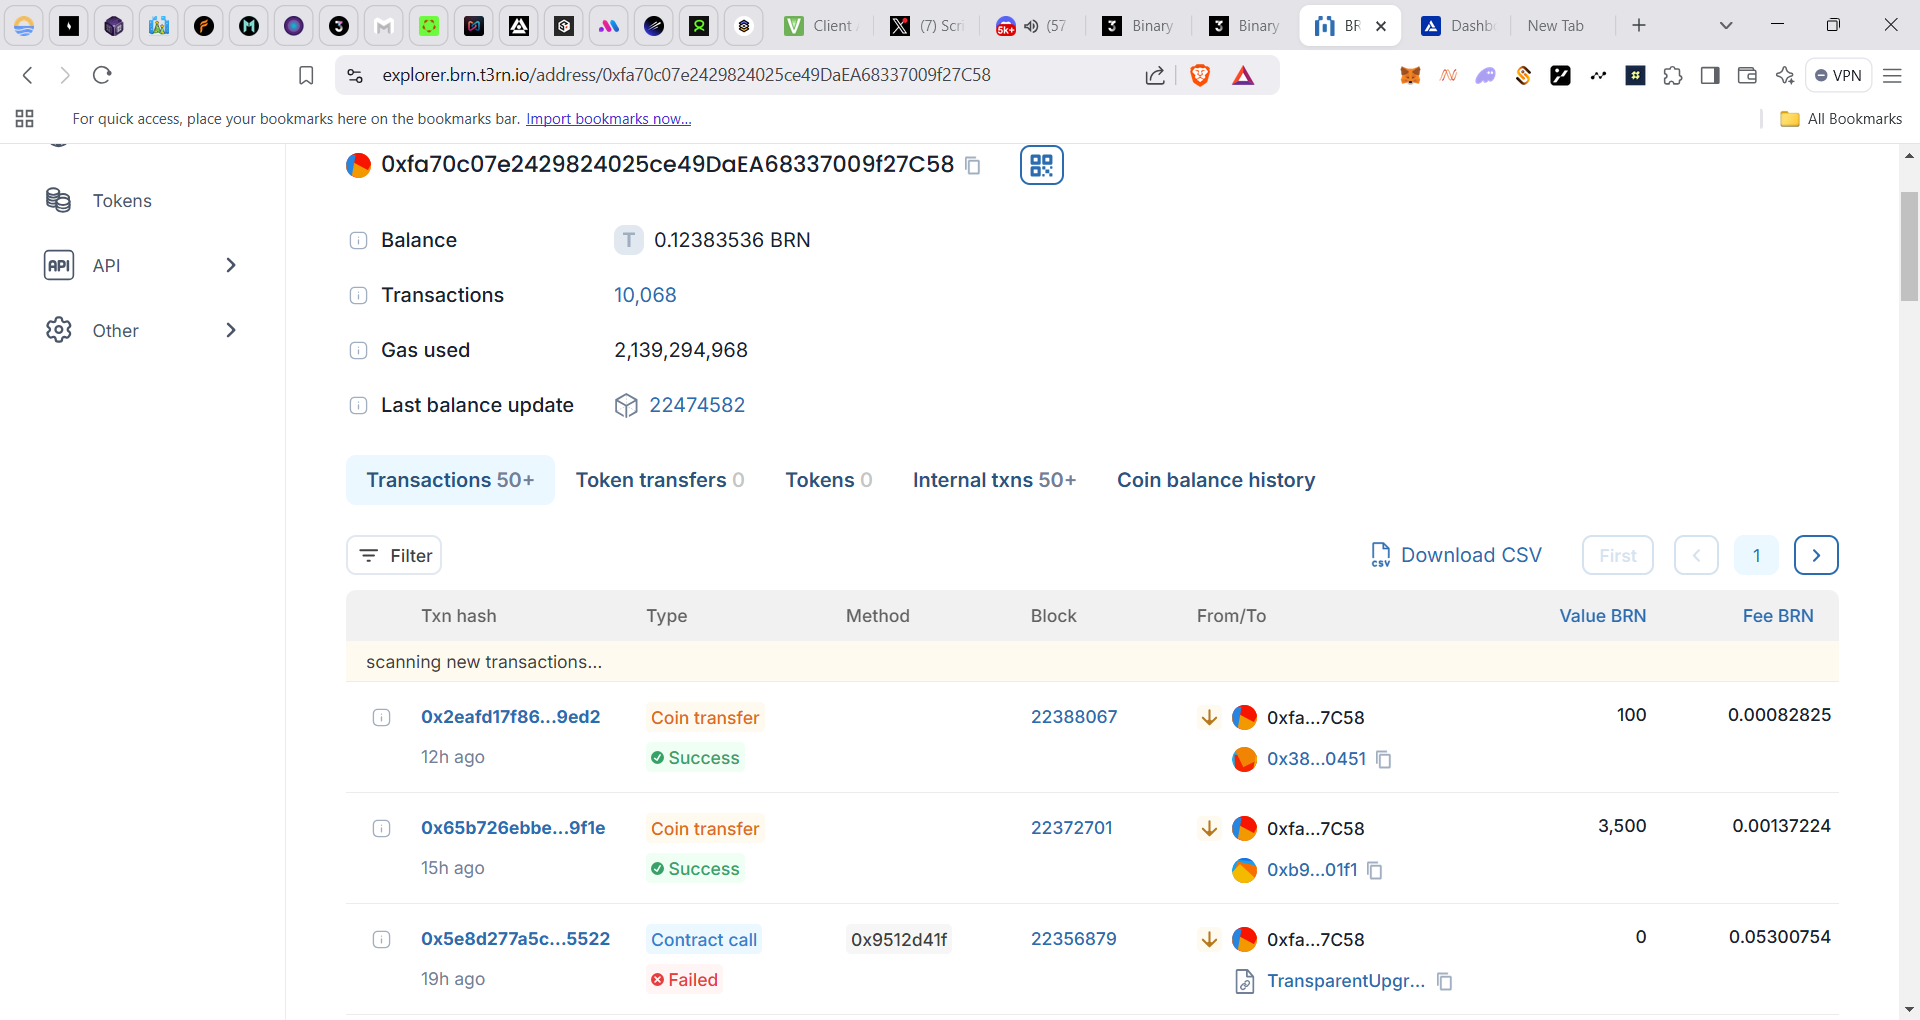 Client
(7) Scri
5k+
(57
3
Binary
3
Binary
BR
Dashb
New Tab
explorer.brn.t3rn.io/address/0xfa70c07e2429824025ce49DaEA68337009f27C58
VPN
For quick access, place your bookmarks here on the bookmarks bar. Import bookmarks now...
All Bookmarks
0xfa70c07e2429824025ce49DaEA68337009f27C58
Tokens
API
API
Other
Balance
T
0.12383536 BRN
Transactions
10,068
Gas used
2,139,294,968
Last balance update
22474582
Transactions 50+
Token transfers 0
Tokens 0
Internal txns 50+
Coin balance history
Filter
CSV
Download CSV
First
1
Txn hash
Type
Method
Block
From/To
Value BRN
Fee BRN
scanning new transactions...
0x2eafd17f86...9ed2
Coin transfer
22388067
0xfa...7C58
100
0.00082825
12h ago
Success
0x38...0451
0x65b726ebbe...9f1e
Coin transfer
22372701
0xfa...7C58
3,500
0.00137224
15h ago
Success
0xb9...01f1
0x5e8d277a5c...5522
Contract call
0x9512d41f
22356879
0xfa...7C58
0
0.05300754
19h ago
Failed
TransparentUpgr...